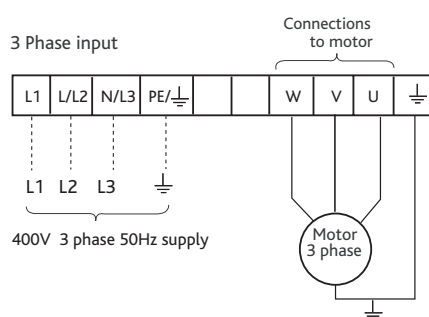 Connections
to motor
3 Phase input
L1 L/L2 N/L3 PE/ W V U
L1 L2 L3
400V 3 phase 50Hz supply
Motor
3 phase